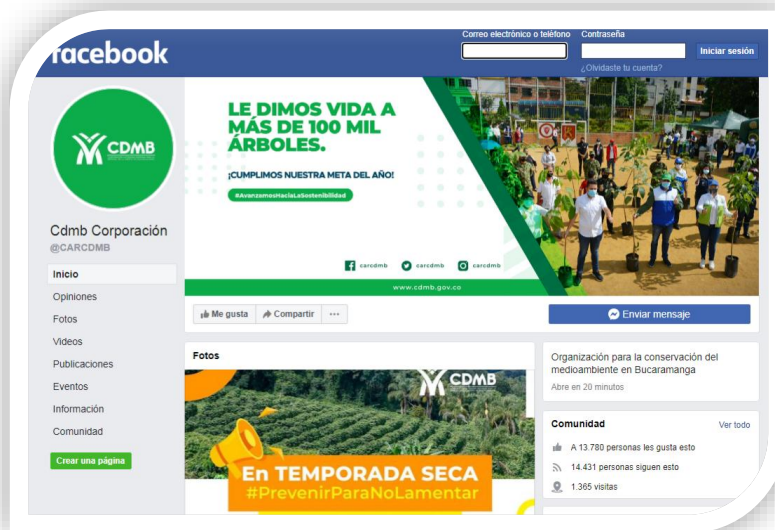 facebook
Correo electrónico o teléfono
Contraseña
Iniciar sesión
¿Olvidaste tu cuenta?
CDMB
Cdmb Corporación
@CARCDMB
Inicio
Opiniones
Fotos
Videos
Publicaciones
Eventos
Información
Comunidad
Crear una página
LE DIMOS VIDA A
MÁS DE 100 MIL
ÁRBOLES.
¡CUMPLIMOS NUESTRA META DEL AÑO!
#AvanzamosHaciaLaSostenibilidad
carcdmb carcdmb carcdmb
www.cdmb.gov.co
Me gusta Compartir ...
Enviar mensaje
Fotos
CDMB
En TEMPORADA SECA
#PrevenirParaNoLamentar
Organización para la conservación del
medioambiente en Bucaramanga
Abre en 20 minutos
Comunidad Ver todo
A 13.780 personas les gusta esto
14.431 personas siguen esto
1.365 visitas